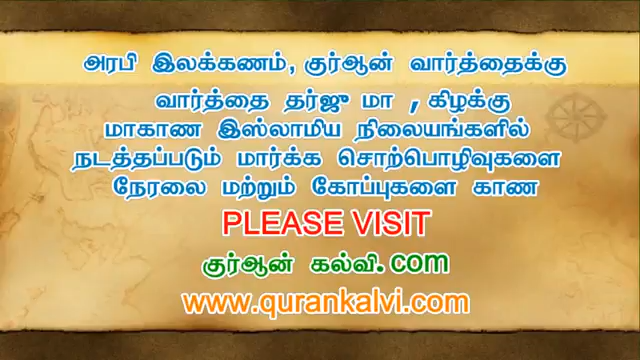 அரபி இலக்கணம், குர்ஆன் வார்த்தைக்கு
வார்த்தை தர்ஜு மா , கிழக்கு
மாகாண இஸ்லாமிய நிலையங்களில்
நடத்தப்படும் மார்க்க சொற்பொழிவுகளை
நேரலை மற்றும் கோப்புகளை காண
PLEASE VISIT
குர்ஆன் கல்வி. com
www.qurankalvi.com